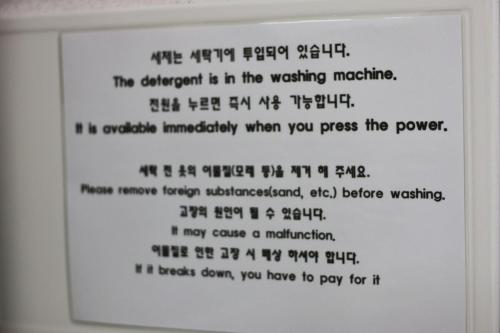 세제는 세탁기에 투입되어 있습니다.
The detergent is in the washing machine.
전원을 누르면 즉시 사용 가능합니다.
It is available immediately when you press the power.
세탁 전 옷의 이물질(모래 등)을 제거 해 주세요.
Please remove foreign substances(sand, etc.) before washing.
고장의 원인이 될 수 있습니다.
It may cause a malfunction.
이물질로 인한 고장 시 배상 하셔야 합니다.
If it breaks down, you have to pay for it